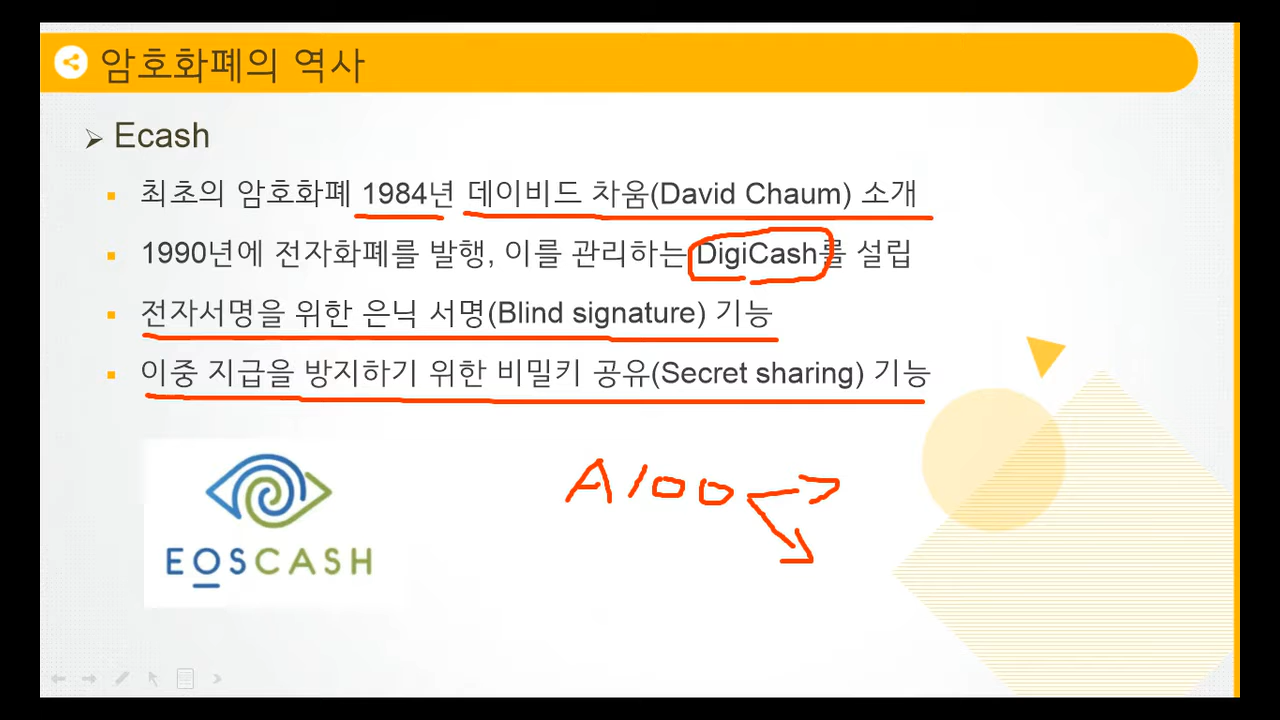 암호화폐의 역사
Ecash
최초의 암호화폐 1984년 데이비드 차움(David Chaum) 소개
1990년에 전자화폐를 발행, 이를 관리하는 DigiCash를 설립
전자서명을 위한 은닉 서명(Blind signature) 기능
이중 지급을 방지하기 위한 비밀키 공유(Secret sharing) 기능
A 100
EOSCASH